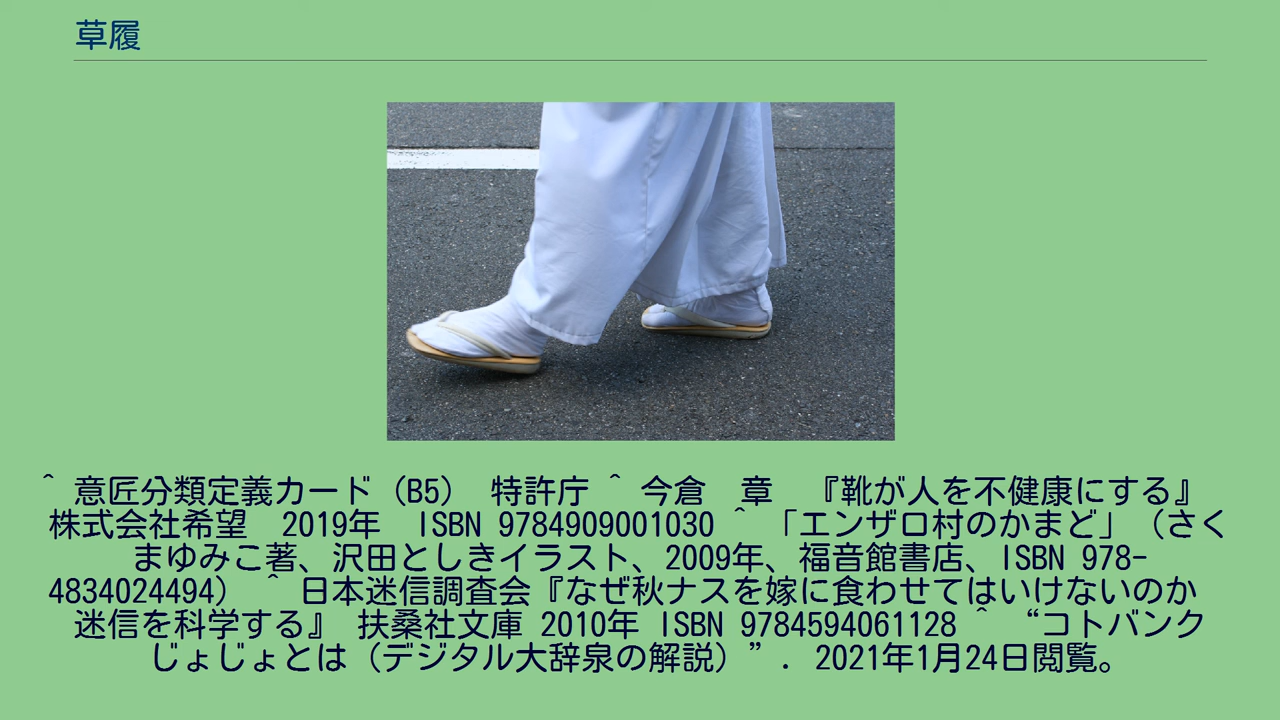 草履
^ 意匠分類定義カード（B5） 特許庁 ^ 今倉　章　『靴が人を不健康にする』
株式会社希望　2019年　ISBN 9784909001030 ^ 「エンザロ村のかまど」（さく
まゆみこ著、沢田としきイラスト、2009年、福音館書店、ISBN 978-
4834024494） ^ 日本迷信調査会『なぜ秋ナスを嫁に食わせてはいけないのか
迷信を科学する』 扶桑社文庫 2010年 ISBN 9784594061128 ^ “コトバンク
じょじょとは（デジタル大辞泉の解説）”. 2021年1月24日閲覧。